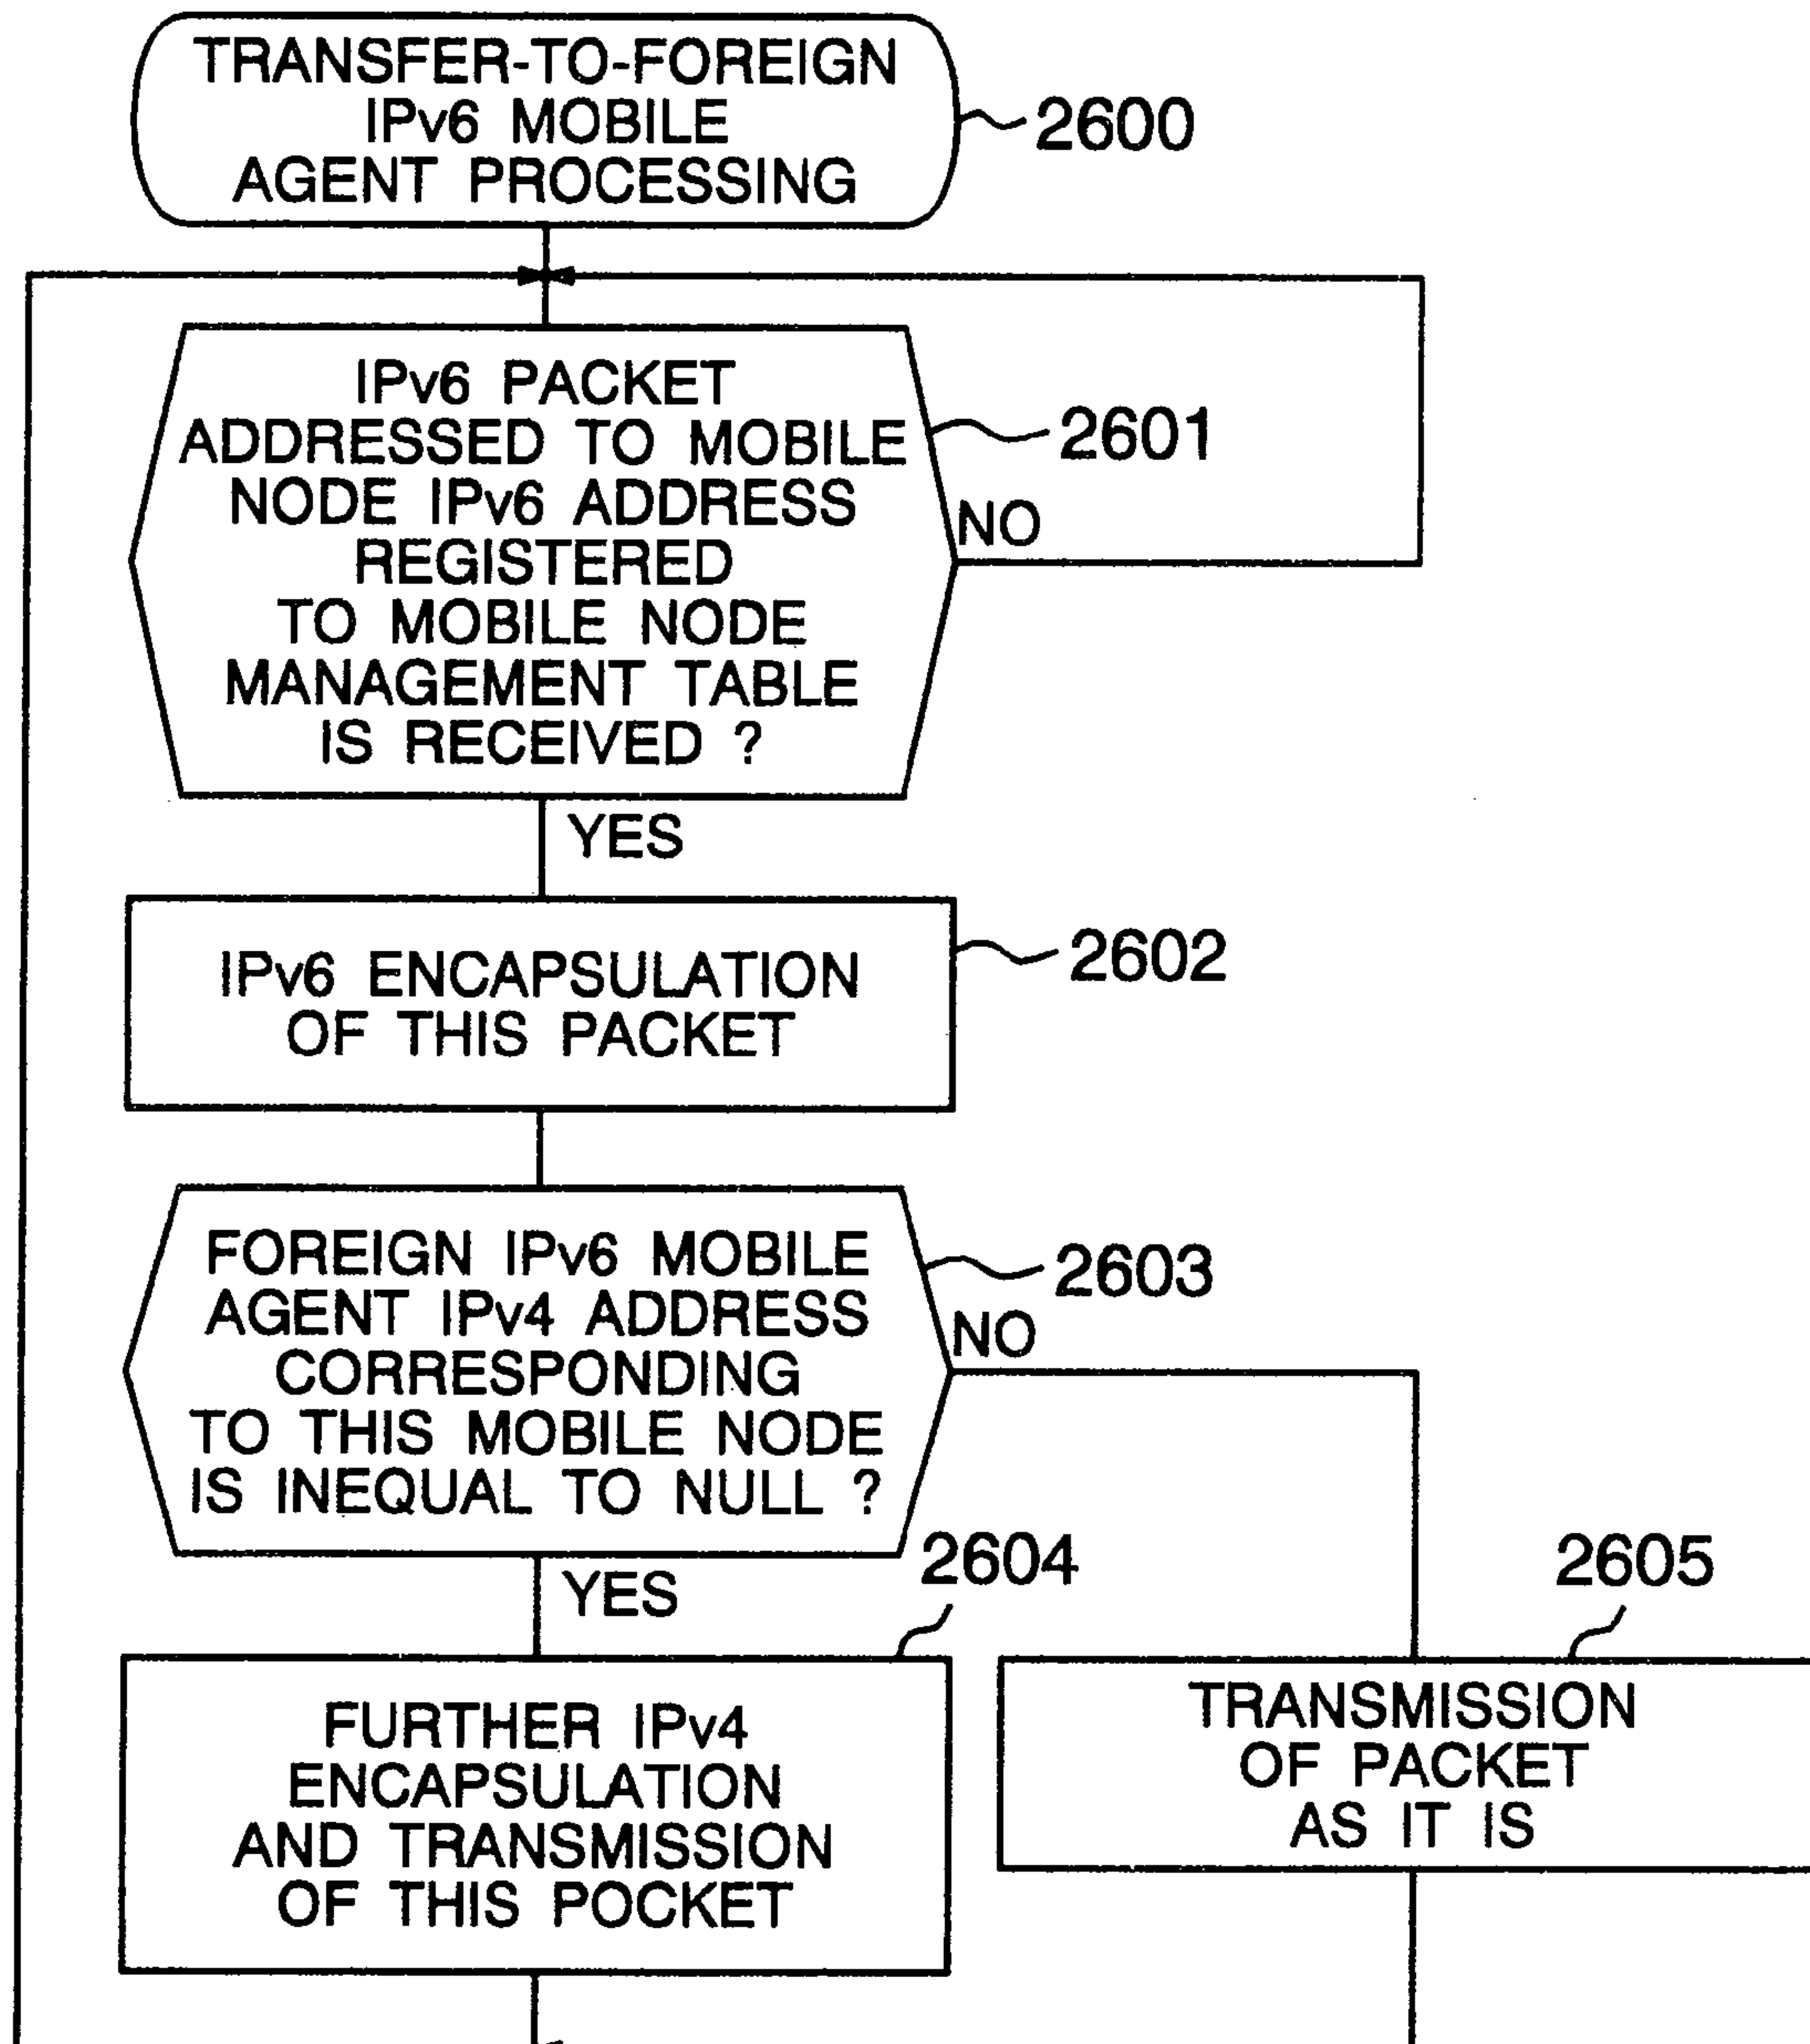 TRANSFER-TO-FOREIGN
IPv6 MOBILE
AGENT PROCESSING
2600
IPv6 PACKET
ADDRESSED TO MOBILE
NODE IPv6 ADDRESS
REGISTERED
TO MOBILE NODE
MANAGEMENT TABLE
IS RECEIVED ?
2601
NO
YES
IPv6 ENCAPSULATION
OF THIS PACKET
2602
FOREIGN IPv6 MOBILE
AGENT IPv4 ADDRESS
CORRESPONDING
TO THIS MOBILE NODE
IS INEQUAL TO NULL ?
2603
NO
YES
2604
FURTHER IPv4
ENCAPSULATION
AND TRANSMISSION
OF THIS POCKET
2605
TRANSMISSION
OF PACKET
AS IT IS